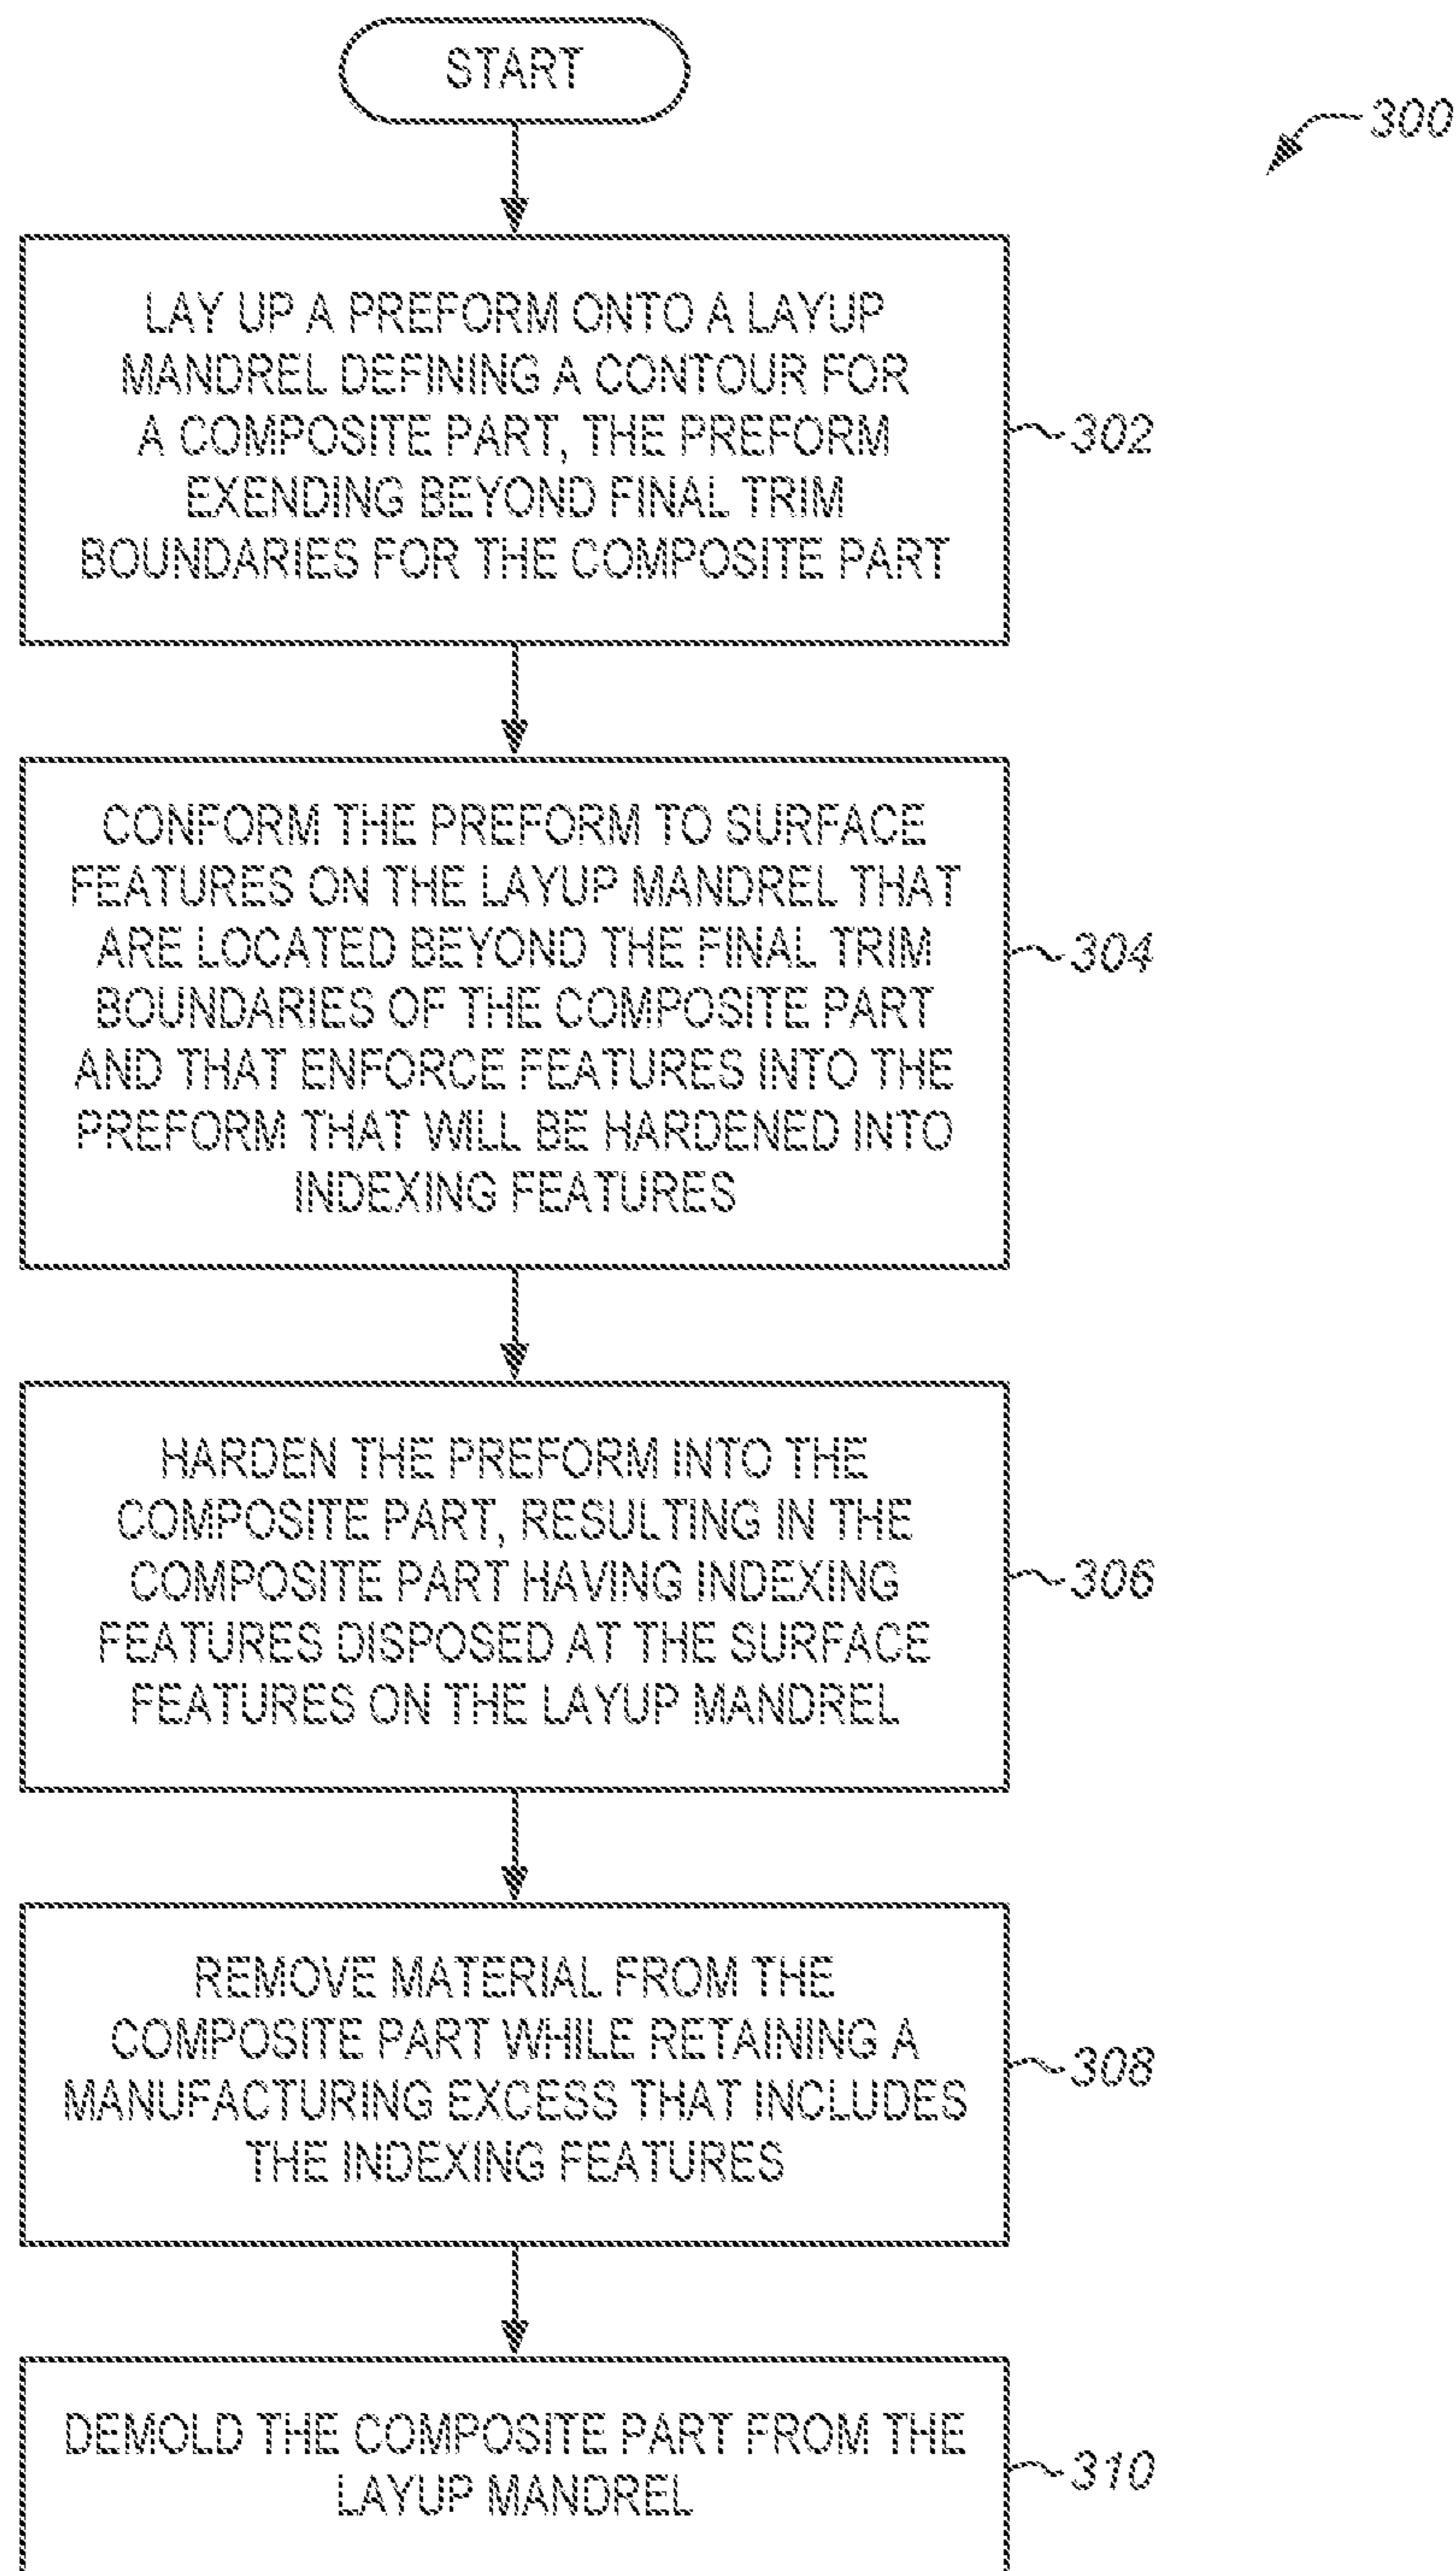 START
300
LAY UP A PREFORM ONTO A LAYUP
MANDREL DEFINING A CONTOUR FOR
A COMPOSITE PART, THE PREFORM
EXENDING BEYOND FINAL TRIM
BOUNDARIES FOR THE COMPOSITE PART
302
CONFORM THE PREFORM TO SURFACE
FEATURES ON THE LAYUP MANDREL THAT
ARE LOCATED BEYOND THE FINAL TRIM
BOUNDARIES OF THE COMPOSITE PART
AND THAT ENFORCE FEATURES INTO THE
PREFORM THAT WILL BE HARDENED INTO
INDEXING FEATURES
304
HARDEN THE PREFORM INTO THE
COMPOSITE PART, RESULTING IN THE
COMPOSITE PART HAVING INDEXING
FEATURES DISPOSED AT THE SURFACE
FEATURES ON THE LAYUP MANDREL
306
REMOVE MATERIAL FROM THE
COMPOSITE PART WHILE RETAINING A
MANUFACTURING EXCESS THAT INCLUDES
THE INDEXING FEATURES
308
DEMOLD THE COMPOSITE PART FROM THE
LAYUP MANDREL
310